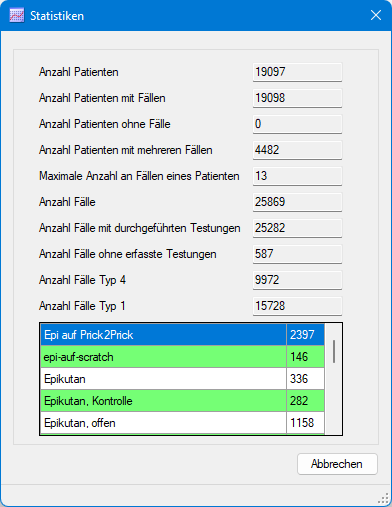 Statistiken
Anzahl Patienten 19097
Anzahl Patienten mit Fällen 19098
Anzahl Patienten ohne Fälle 0
Anzahl Patienten mit mehreren Fällen 4482
Maximale Anzahl an Fällen eines Patienten 13
Anzahl Fälle 25869
Anzahl Fälle mit durchgeführten Testungen 25282
Anzahl Fälle ohne erfasste Testungen 587
Anzahl Fälle Typ 4 9972
Anzahl Fälle Typ 1 15728
Epi auf Prick2Prick 2397
epi-auf-scratch 146
Epikutan 336
Epikutan, Kontrolle 282
Epikutan, offen 1158
Abbrechen